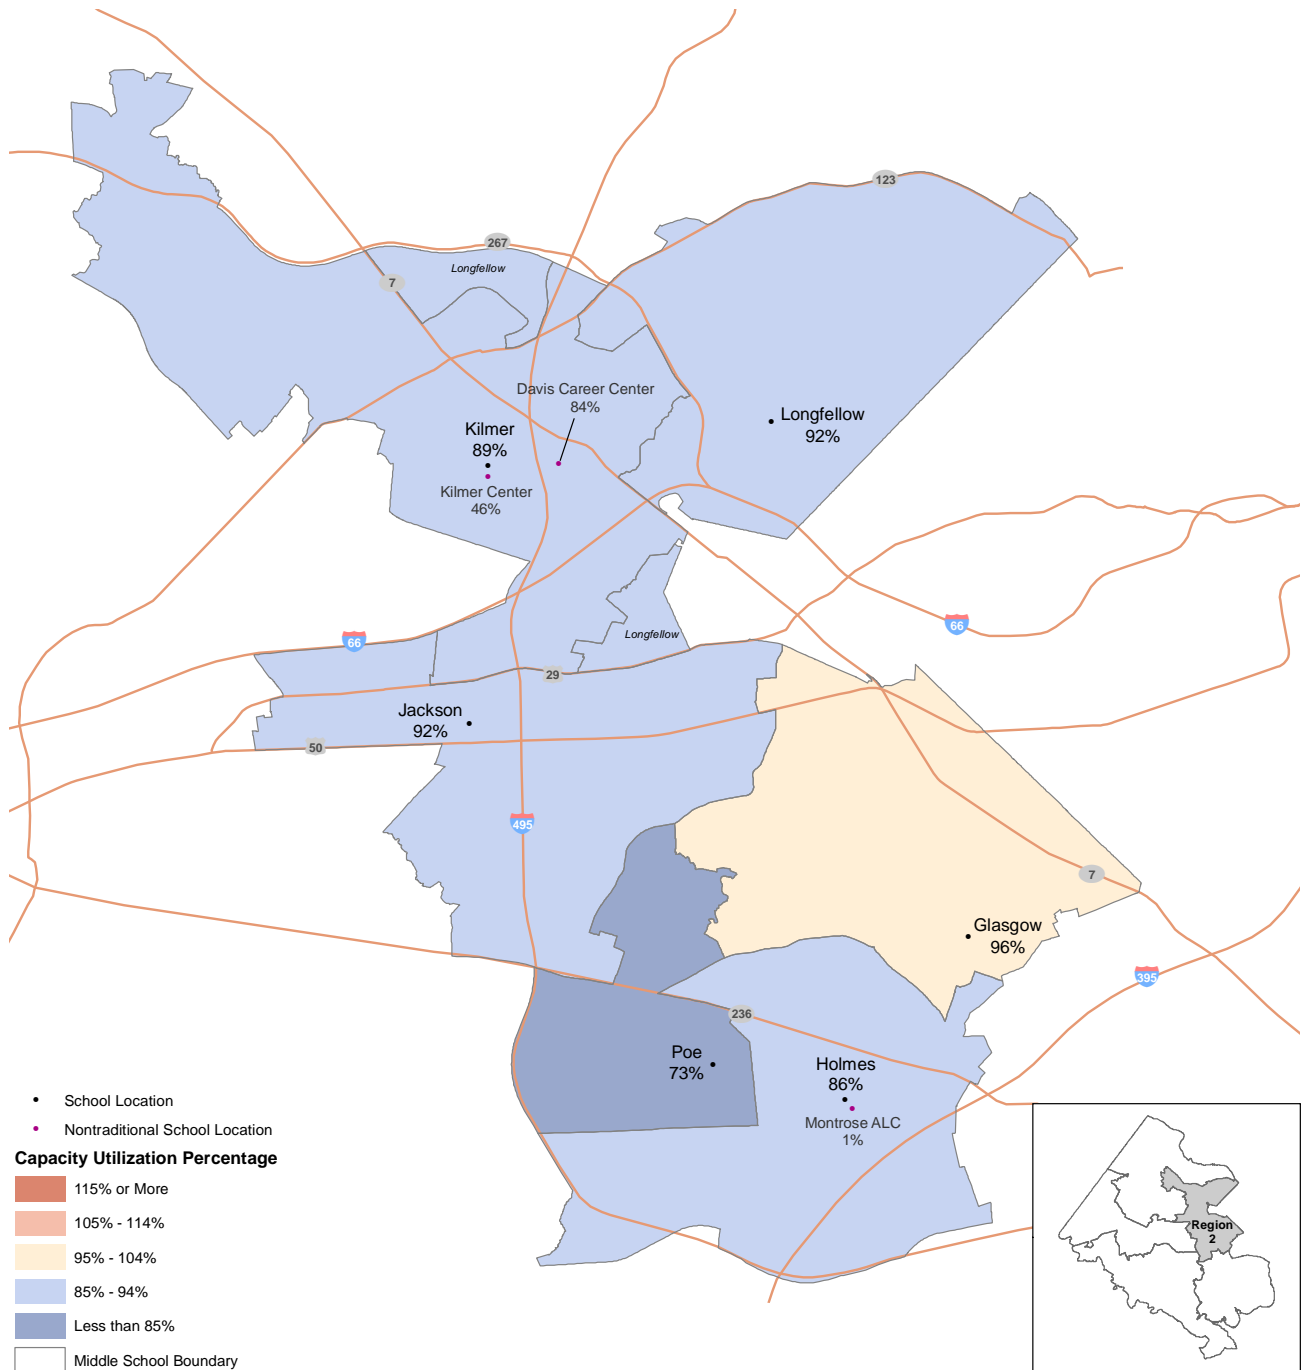 123
267
Longfellow
7
Davis Career Center
84%
Longfellow
92%
Kilmer
89%
Kilmer Center
46%
66
66
Longfellow
29
Jackson
92%
50
495
7
Glasgow
96%
395
236
Poe
73%
Holmes
86%
Montrose ALC
1%
School Location
Nontraditional School Location
Capacity Utilization Percentage
115% or More
105% - 114%
95% - 104%
85% - 94%
Less than 85%
Middle School Boundary
Region
2